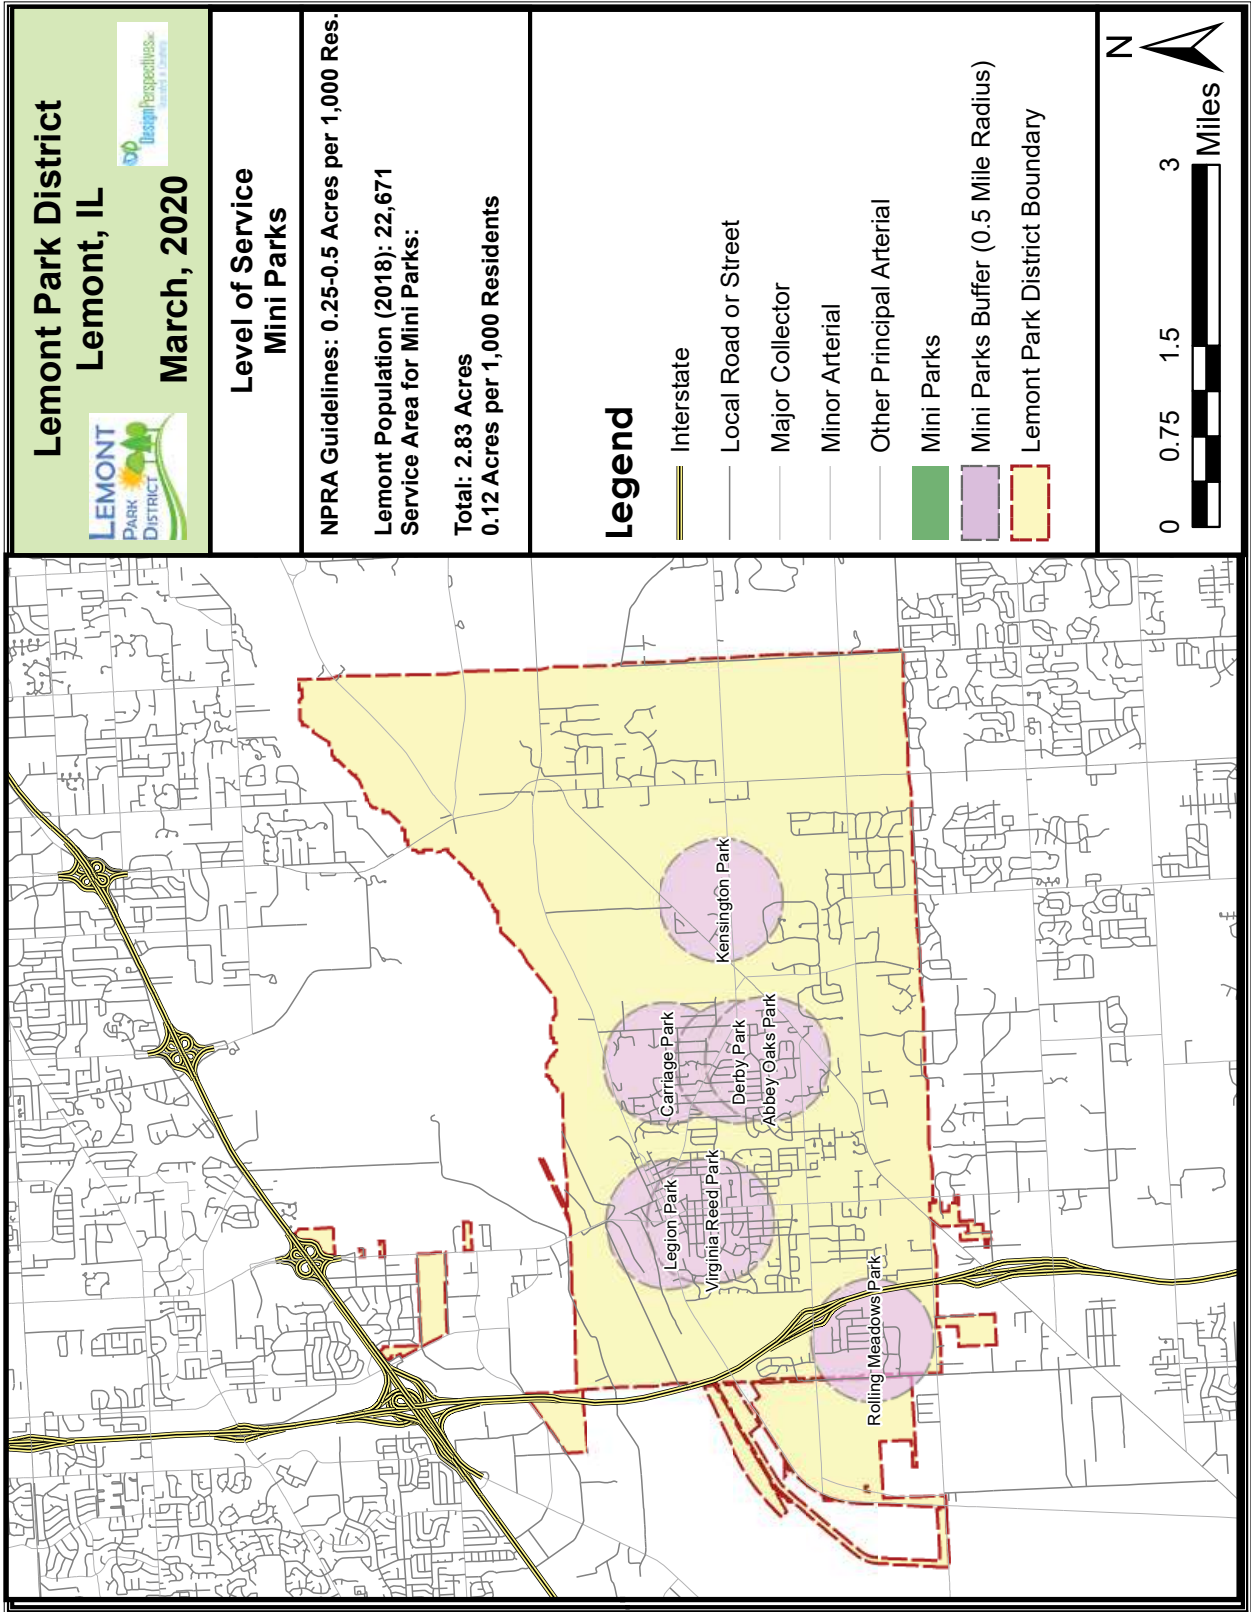 Lemont Park District
Lemont, IL
March, 2020
LEMONT
PARK
DISTRICT
DesignPerspectives
Level of Service
Mini Parks
NPRA Guidelines: 0.25-0.5 Acres per 1,000 Res.
Lemont Population (2018): 22,671
Service Area for Mini Parks:
Total: 2.83 Acres
0.12 Acres per 1,000 Residents
Legend
Interstate
Local Road or Street
Major Collector
Minor Arterial
Other Principal Arterial
Mini Parks
Mini Parks Buffer (0.5 Mile Radius)
Lemont Park District Boundary
N
0 0.75 1.5 3
Miles
Kensington Park
Carriage Park
Derby Park
Abbey Oaks Park
Legion Park
Virginia Reed Park
Rolling Meadows Park